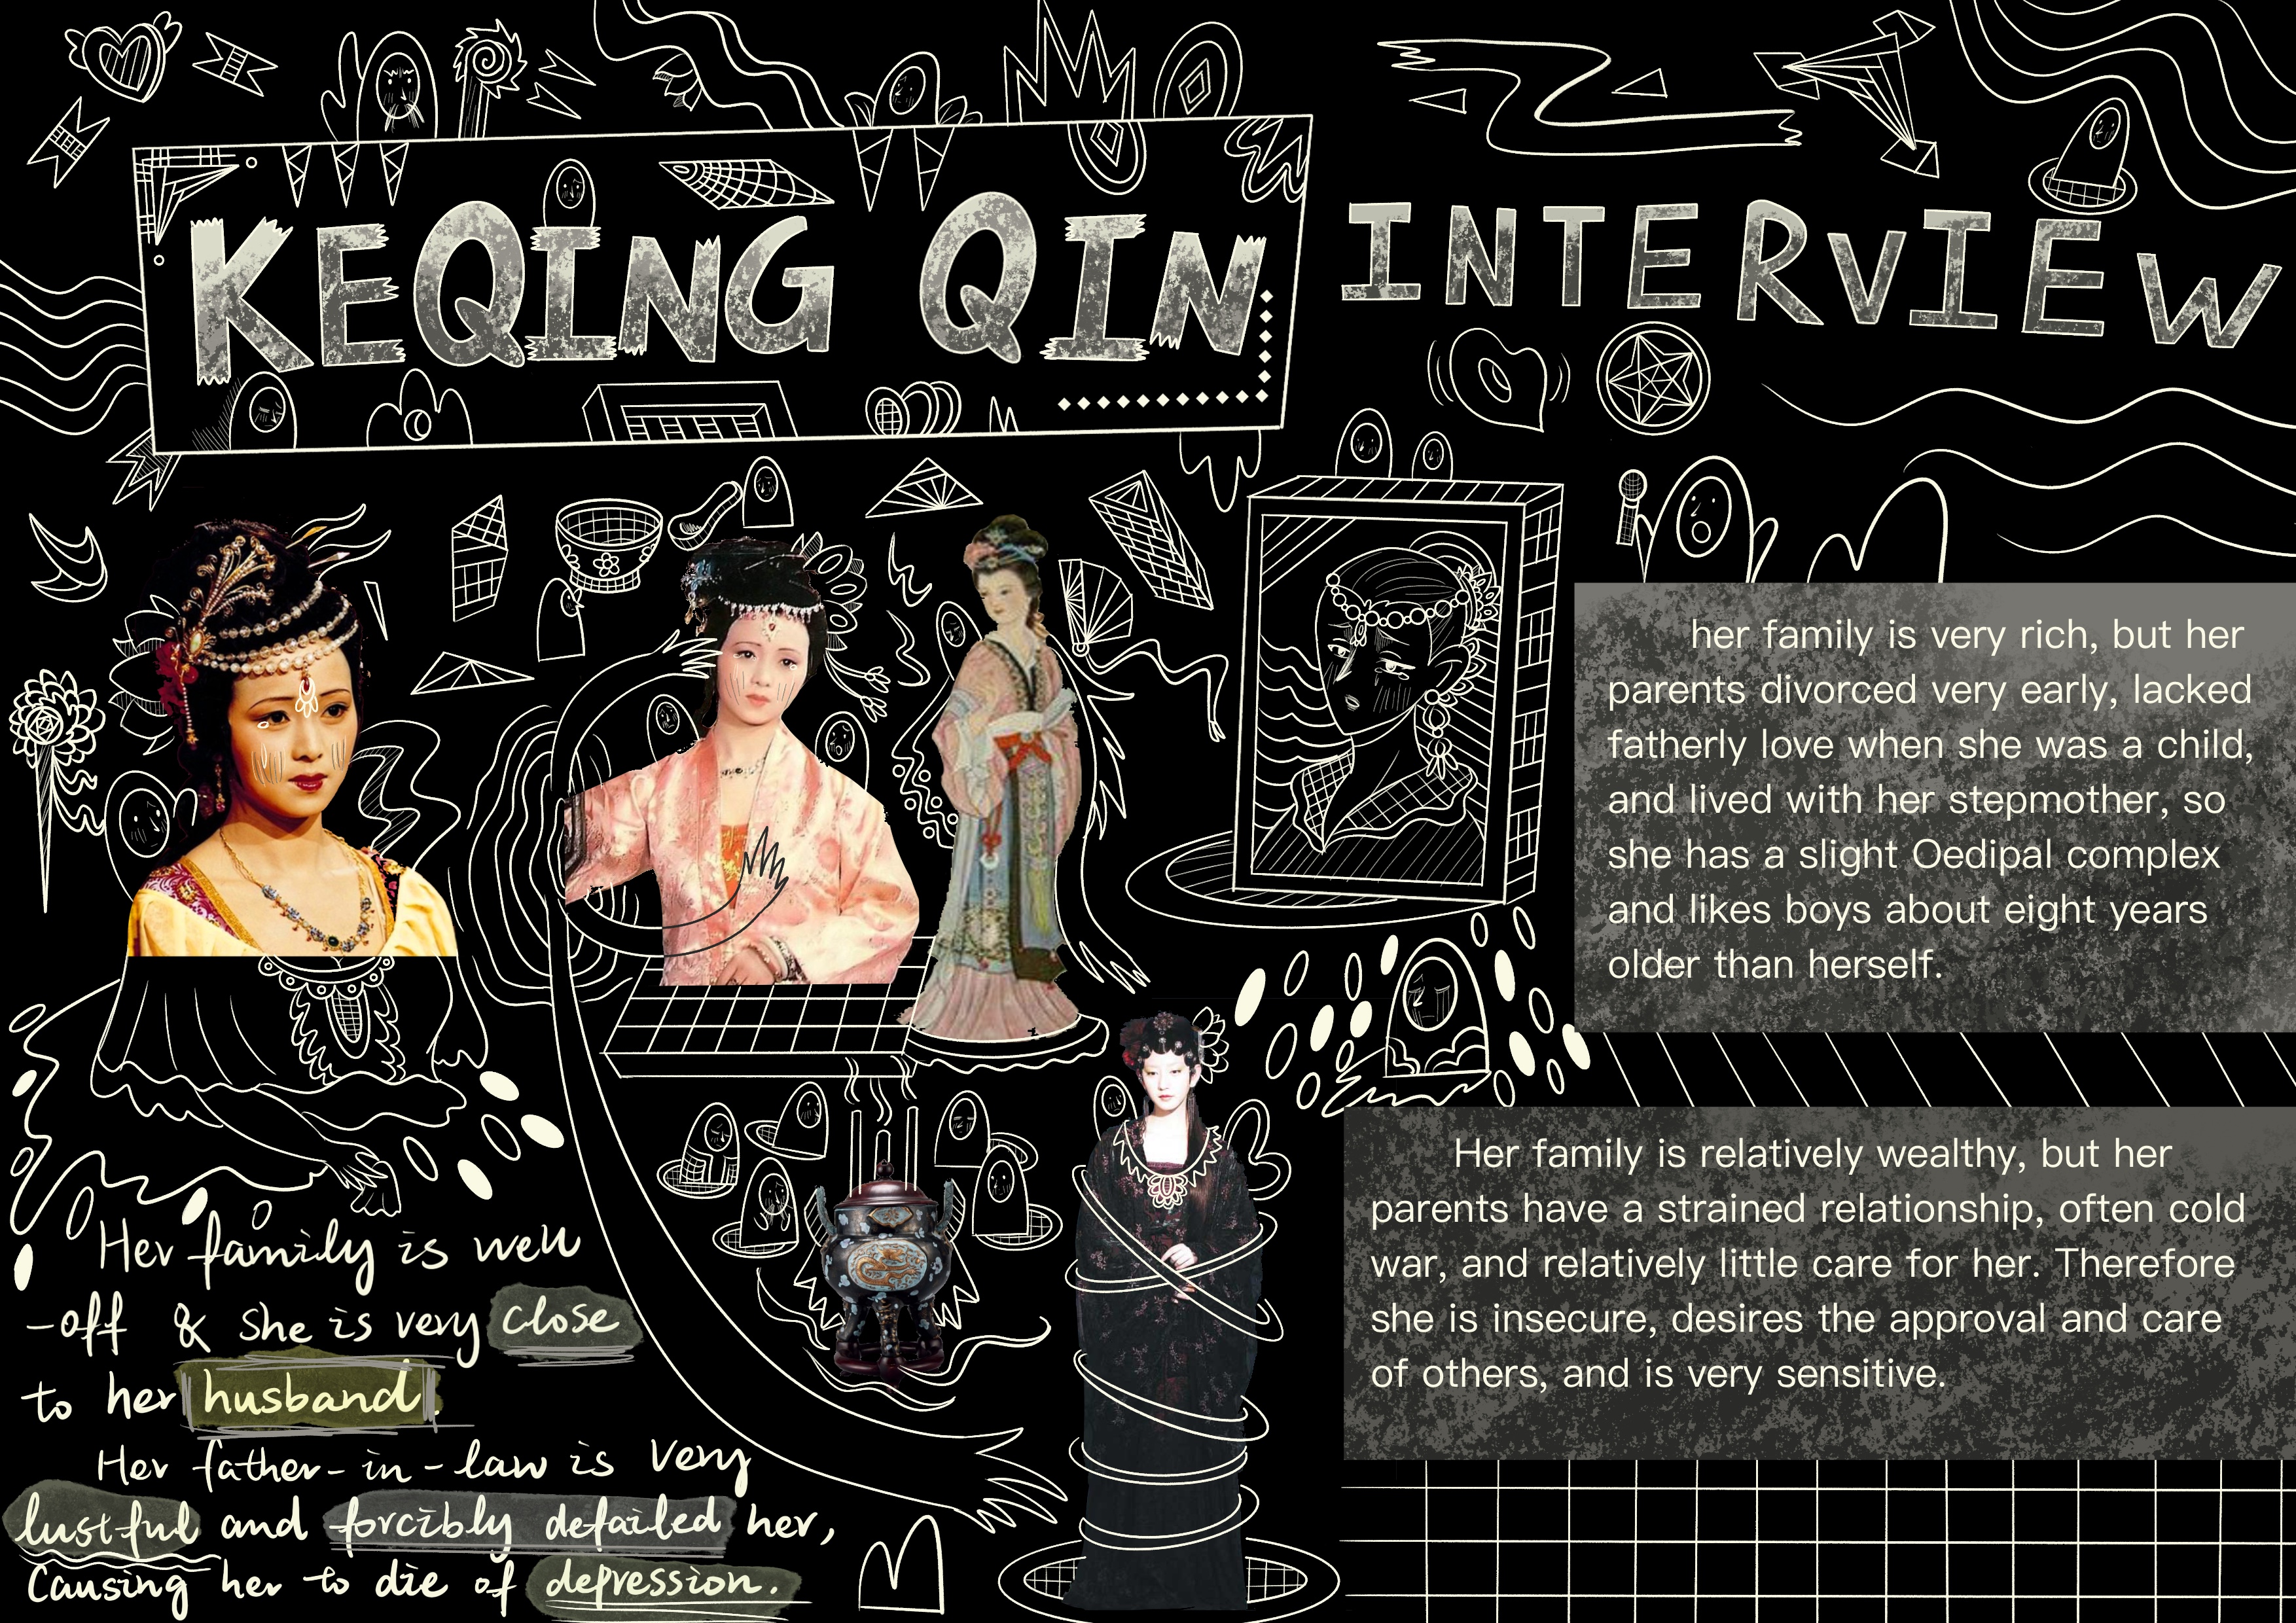 KEQING QIN
INTERVIEW
her family is very rich, but her
parents divorced very early, lacked
fatherly love when she was a child,
and lived with her stepmother, so
she has a slight Oedipal complex
and likes boys about eight years
older than herself.
Her family is relatively wealthy, but her
parents have a strained relationship, often cold
war, and relatively little care for her. Therefore
she is insecure, desires the approval and care
of others, and is very sensitive.
Her family is well
-off & she is very close
to her husband.
Her father-in-law is very
lustful and forcibly defailed her,
causing her to die of depression.